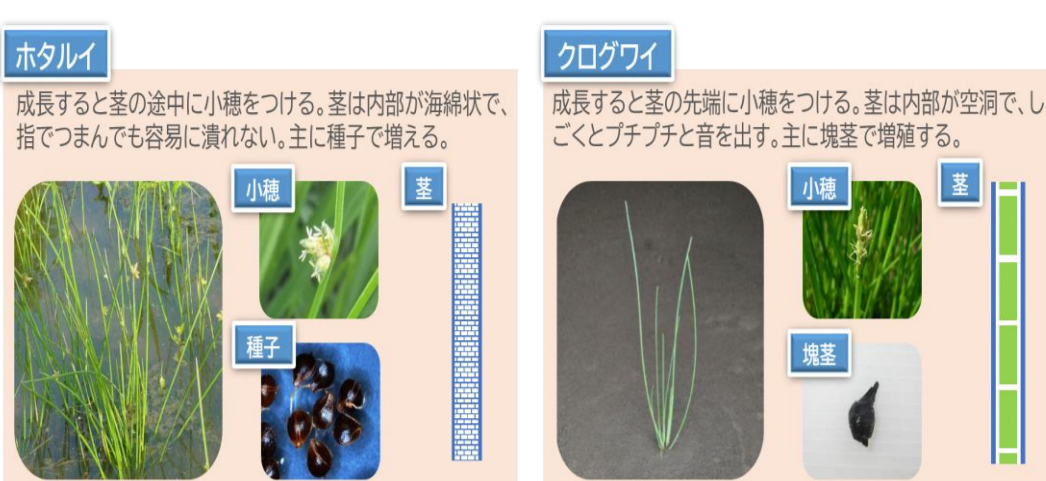 ホタルイ
成長すると茎の途中に小穂をつける。茎は内部が海綿状で、
指でつまんでも容易に潰れない。主に種子で増える。
小穂
茎
種子
クログワイ
成長すると茎の先端に小穂をつける。茎は内部が空洞で、し
ごくとプチプチと音を出す。主に塊茎で増殖する。
小穂
茎
塊茎